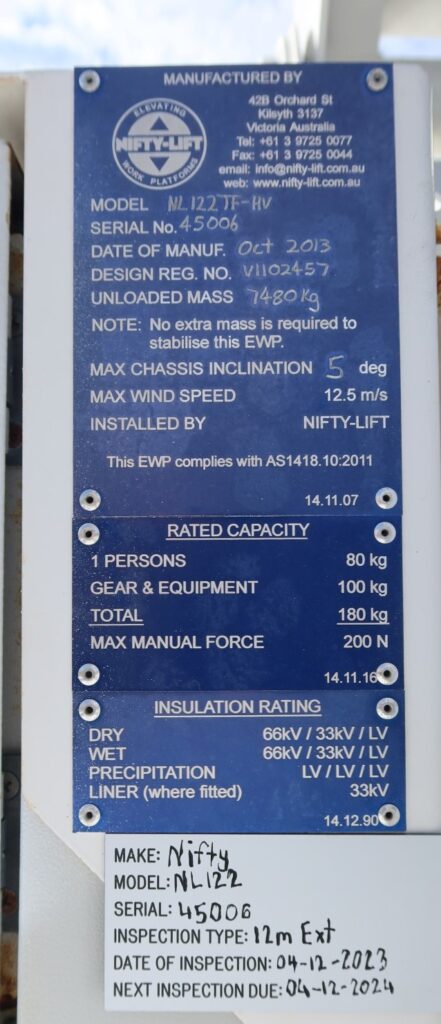 MANUFACTURED BY
ELEVATING
NIFTY-LIFT
WORK PLATFORMS
42B Orchard St
Kilsyth 3137
Victoria Australia
Tel: +61 3 9725 0077
Fax: +61 3 9725 0044
email: info@nifty-lift.com.au
web: www.nifty-lift.com.au
MODEL NL122TF-HV
SERIAL No. 45006
DATE OF MANUF. Oct 2013
DESIGN REG. NO. V1102457
UNLOADED MASS 7480kg
NOTE: No extra mass is required to
stabilise this EWP.
MAX CHASSIS INCLINATION 5 deg
MAX WIND SPEED 12.5 m/s
INSTALLED BY NIFTY-LIFT
This EWP complies with AS1418.10:2011
14.11.07
RATED CAPACITY
1 PERSONS 80 kg
GEAR & EQUIPMENT 100 kg
TOTAL 180 kg
MAX MANUAL FORCE 200 N
14.11.16
INSULATION RATING
DRY 66kV / 33kV / LV
WET 66kV / 33kV / LV
PRECIPITATION LV / LV / LV
LINER (where fitted) 33kV
14.12.90
MAKE: Nifty
MODEL: NL122
SERIAL: 45006
INSPECTION TYPE: 12m Ext
DATE OF INSPECTION: 04-12-2023
NEXT INSPECTION DUE: 04-12-2024